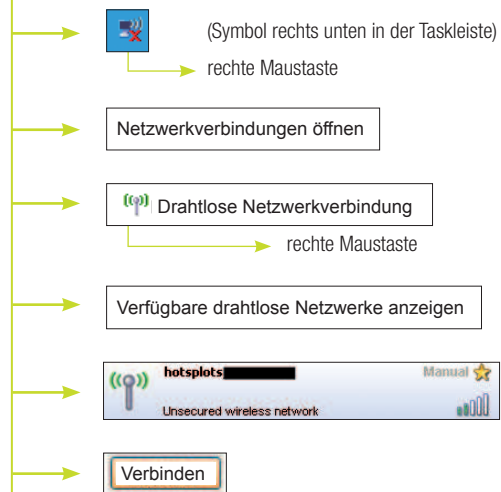 (Symbol rechts unten in der Taskleiste)
rechte Maustaste
Netzwerkverbindungen öffnen
Drahtlose Netzwerkverbindung
rechte Maustaste
Verfügbare drahtlose Netzwerke anzeigen
hotsplots Manual
Unsecured wireless network
Verbinden